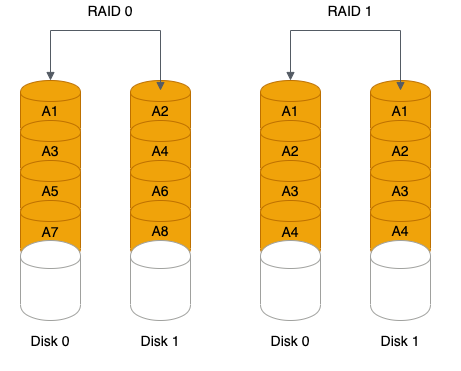 RAID 0
RAID 1
A1
A2
A1
A1
A3
A4
A2
A2
A5
A6
A3
A3
A7
A8
A4
A4
Disk 0
Disk 1
Disk 0
Disk 1